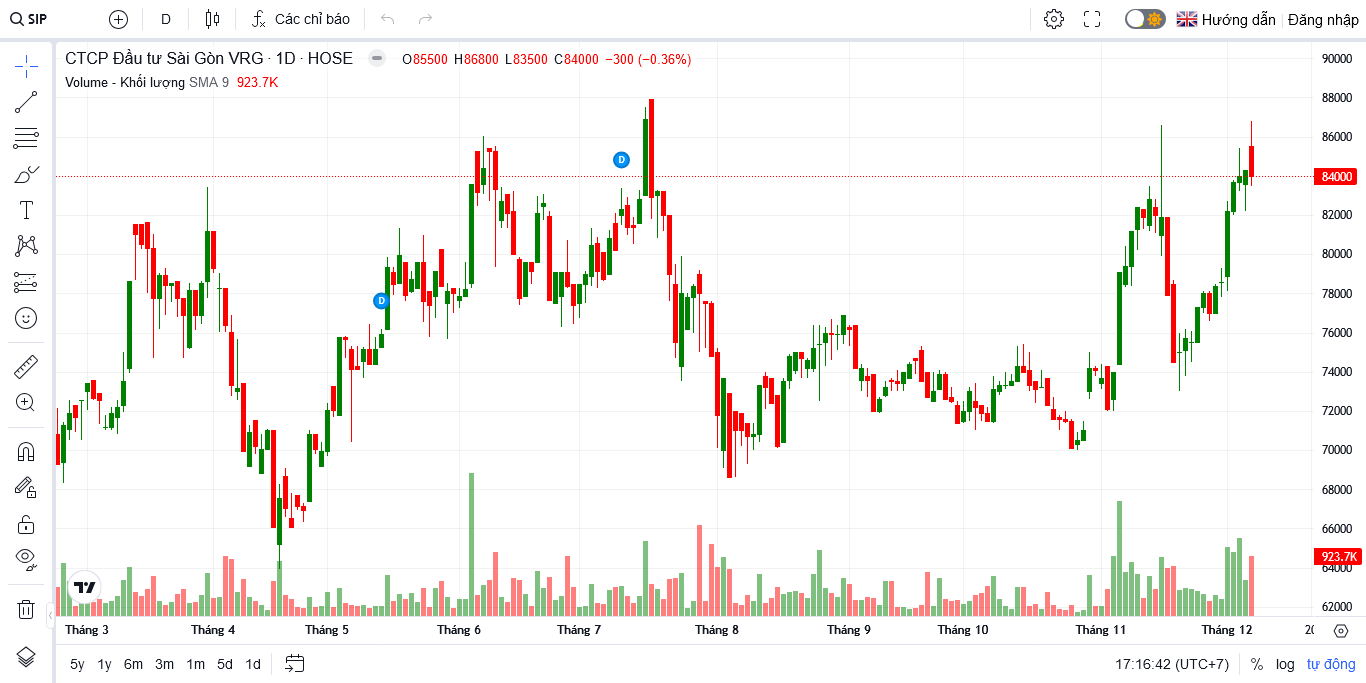 SIP D Các chỉ báo Hướng dẫn Đăng nhập
CTCP Đầu tư Sài Gòn VRG · 1D · HOSE O85500 H86800 L83500 C84000 −300 (−0.36%)
Volume - Khối lượng SMA 9 923.7K
90000
88000
86000
84000
82000
80000
78000
76000
74000
72000
70000
68000
66000
923.7K
64000
62000
D
D
Tháng 3 Tháng 4 Tháng 5 Tháng 6 Tháng 7 Tháng 8 Tháng 9 Tháng 10 Tháng 11 Tháng 12
5y 1y 6m 3m 1m 5d 1d 17:16:42 (UTC+7) % log tự động